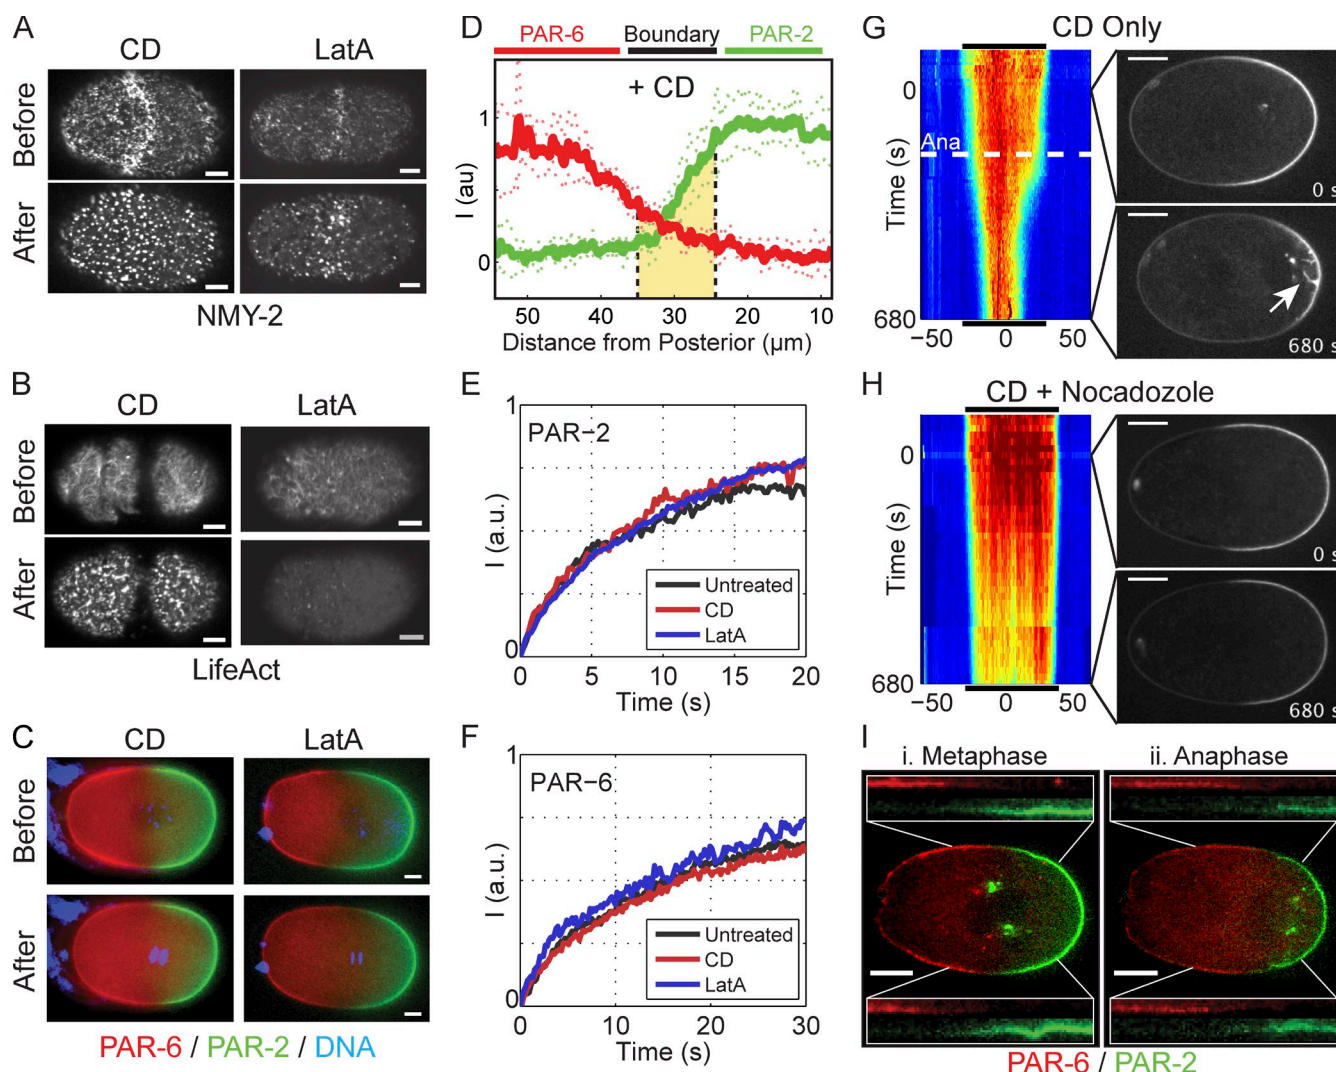 A
CD
LatA
Before
After
NMY-2
B
CD
LatA
Before
After
LifeAct
C
CD
LatA
Before
After
PAR-6 / PAR-2 / DNA
D
PAR-6
Boundary
PAR-2
+ CD
I (au)
1
0
50
40
30
20
10
Distance from Posterior (µm)
E
1
PAR−2
I (a.u.)
Untreated
CD
LatA
0
0
5
10
15
20
Time (s)
F
1
PAR−6
I (a.u.)
Untreated
CD
LatA
0
0
10
20
30
Time (s)
G
CD Only
0
Ana
Time (s)
680
−50
0
50
0 s
680 s
H
CD + Nocadozole
0
Time (s)
680
−50
0
50
0 s
680 s
I
i. Metaphase
ii. Anaphase
PAR-6 / PAR-2